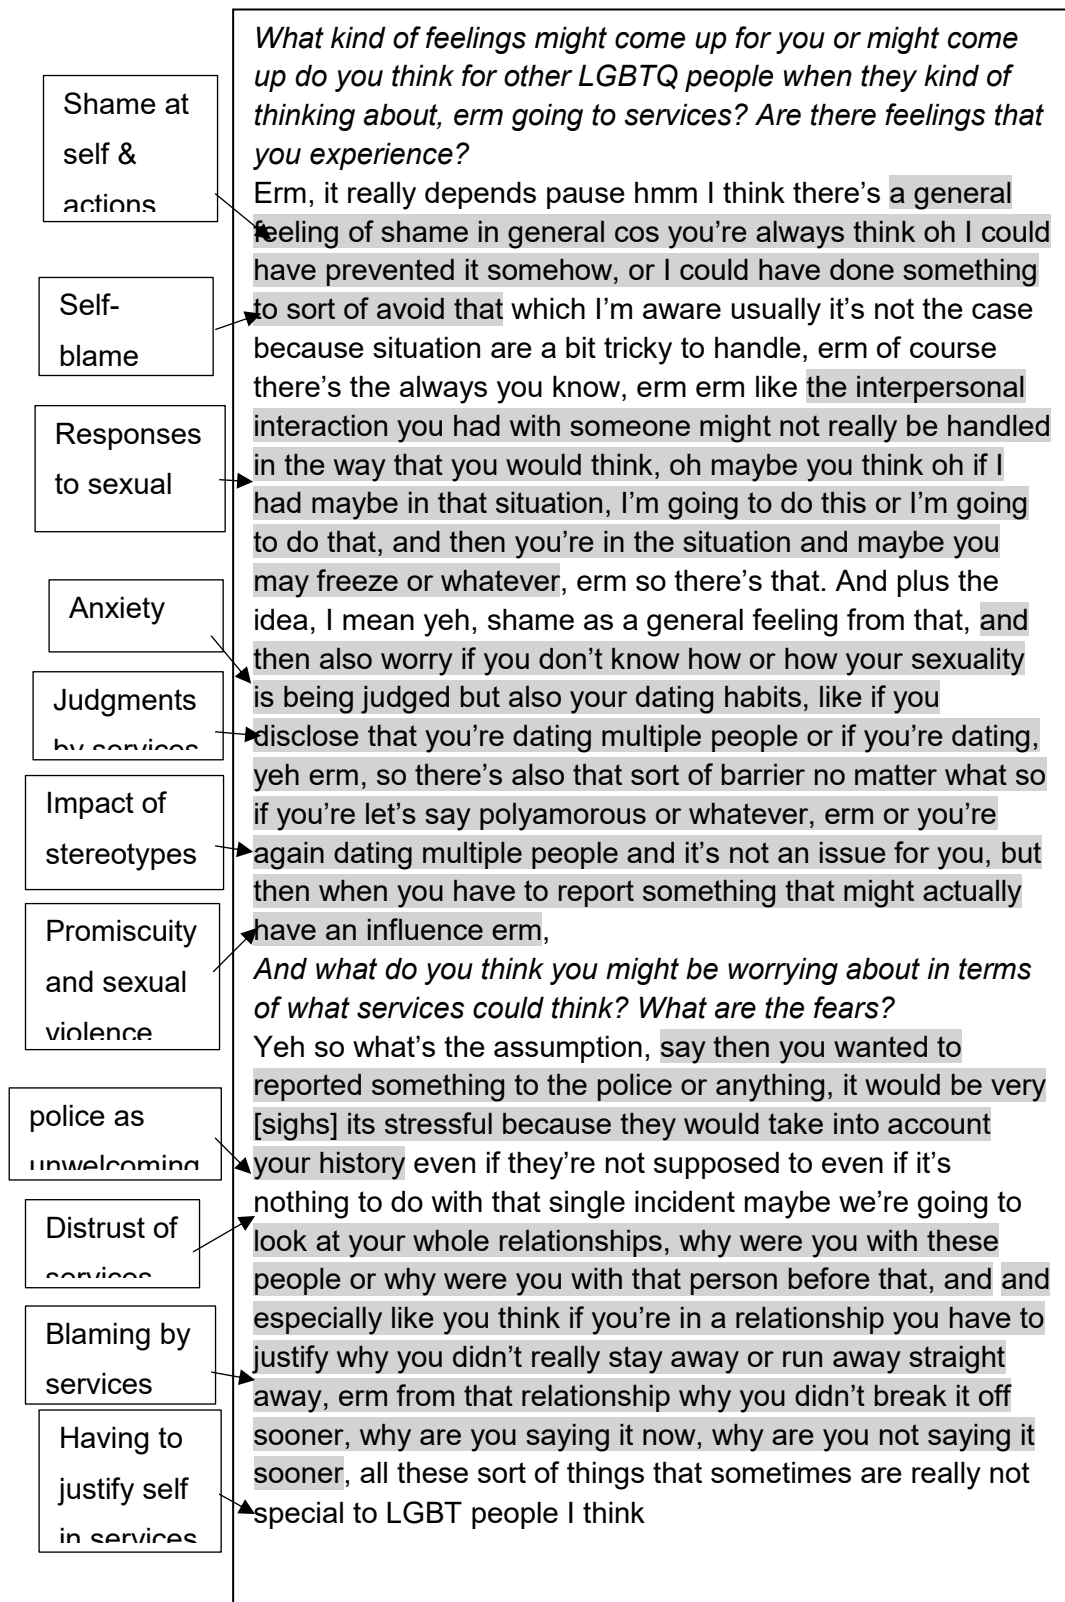 What kind of feelings might come up for you or might come
up do you think for other LGBTQ people when they kind of
thinking about, erm going to services? Are there feelings that
you experience?
Erm, it really depends pause hmm I think there's a general
feeling of shame in general cos you're always think oh I could
have prevented it somehow, or I could have done something
to sort of avoid that which I'm aware usually it's not the case
because situation are a bit tricky to handle, erm of course
there's the always you know, erm erm like the interpersonal
interaction you had with someone might not really be handled
in the way that you would think, oh maybe you think oh if I
had maybe in that situation, I'm going to do this or I'm going
to do that, and then you're in the situation and maybe you
may freeze or whatever, erm so there's that. And plus the
idea, I mean yeh, shame as a general feeling from that, and
then also worry if you don't know how or how your sexuality
is being judged but also your dating habits, like if you
disclose that you're dating multiple people or if you're dating,
yeh erm, so there's also that sort of barrier no matter what so
if you're let's say polyamorous or whatever, erm or you're
again dating multiple people and it's not an issue for you, but
then when you have to report something that might actually
have an influence erm,
And what do you think you might be worrying about in terms
of what services could think? What are the fears?
Yeh so what's the assumption, say then you wanted to
reported something to the police or anything, it would be very
[sighs] its stressful because they would take into account
your history even if they're not supposed to even if it's
nothing to do with that single incident maybe we're going to
look at your whole relationships, why were you with these
people or why were you with that person before that, and and
especially like you think if you're in a relationship you have to
justify why you didn't really stay away or run away straight
away, erm from that relationship why you didn't break it off
sooner, why are you saying it now, why are you not saying it
sooner, all these sort of things that sometimes are really not
special to LGBT people I think
Shame at
self &
actions
Self-
blame
Responses
to sexual
Anxiety
Judgments
by services
Impact of
stereotypes
Promiscuity
and sexual
violence
police as
unwelcoming
Distrust of
services
Blaming by
services
Having to
justify self
in services